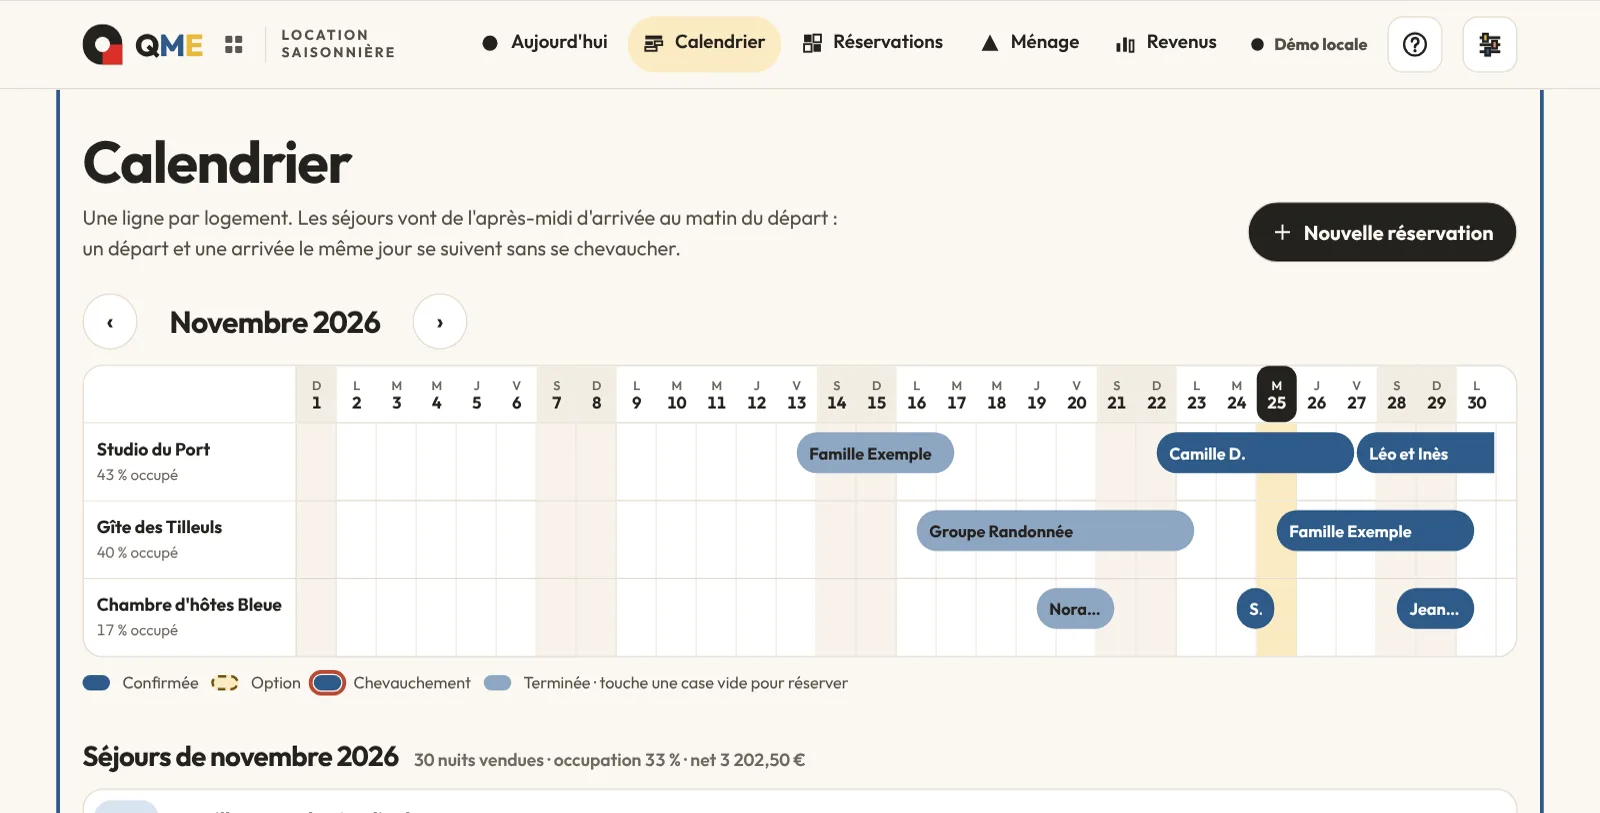 QME
LOCATION
SAISONNIÈRE
Aujourd'hui
Calendrier
Réservations
Ménage
Revenus
Démo locale
Calendrier
Une ligne par logement. Les séjours vont de l'après-midi d'arrivée au matin du départ :
un départ et une arrivée le même jour se suivent sans se chevaucher.
+ Nouvelle réservation
‹ Novembre 2026 ›
D L M M J V S D L M M J V S D L M M J V S D L M M J V S D L
1 2 3 4 5 6 7 8 9 10 11 12 13 14 15 16 17 18 19 20 21 22 23 24 25 26 27 28 29 30
Studio du Port
43 % occupé
Famille Exemple
Camille D.
Léo et Inès
Gîte des Tilleuls
40 % occupé
Groupe Randonnée
Famille Exemple
Chambre d'hôtes Bleue
17 % occupé
Nora...
S.
Jean...
Confirmée
Option
Chevauchement
Terminée · touche une case vide pour réserver
Séjours de novembre 2026
30 nuits vendues · occupation 33 % · net 3 202,50 €